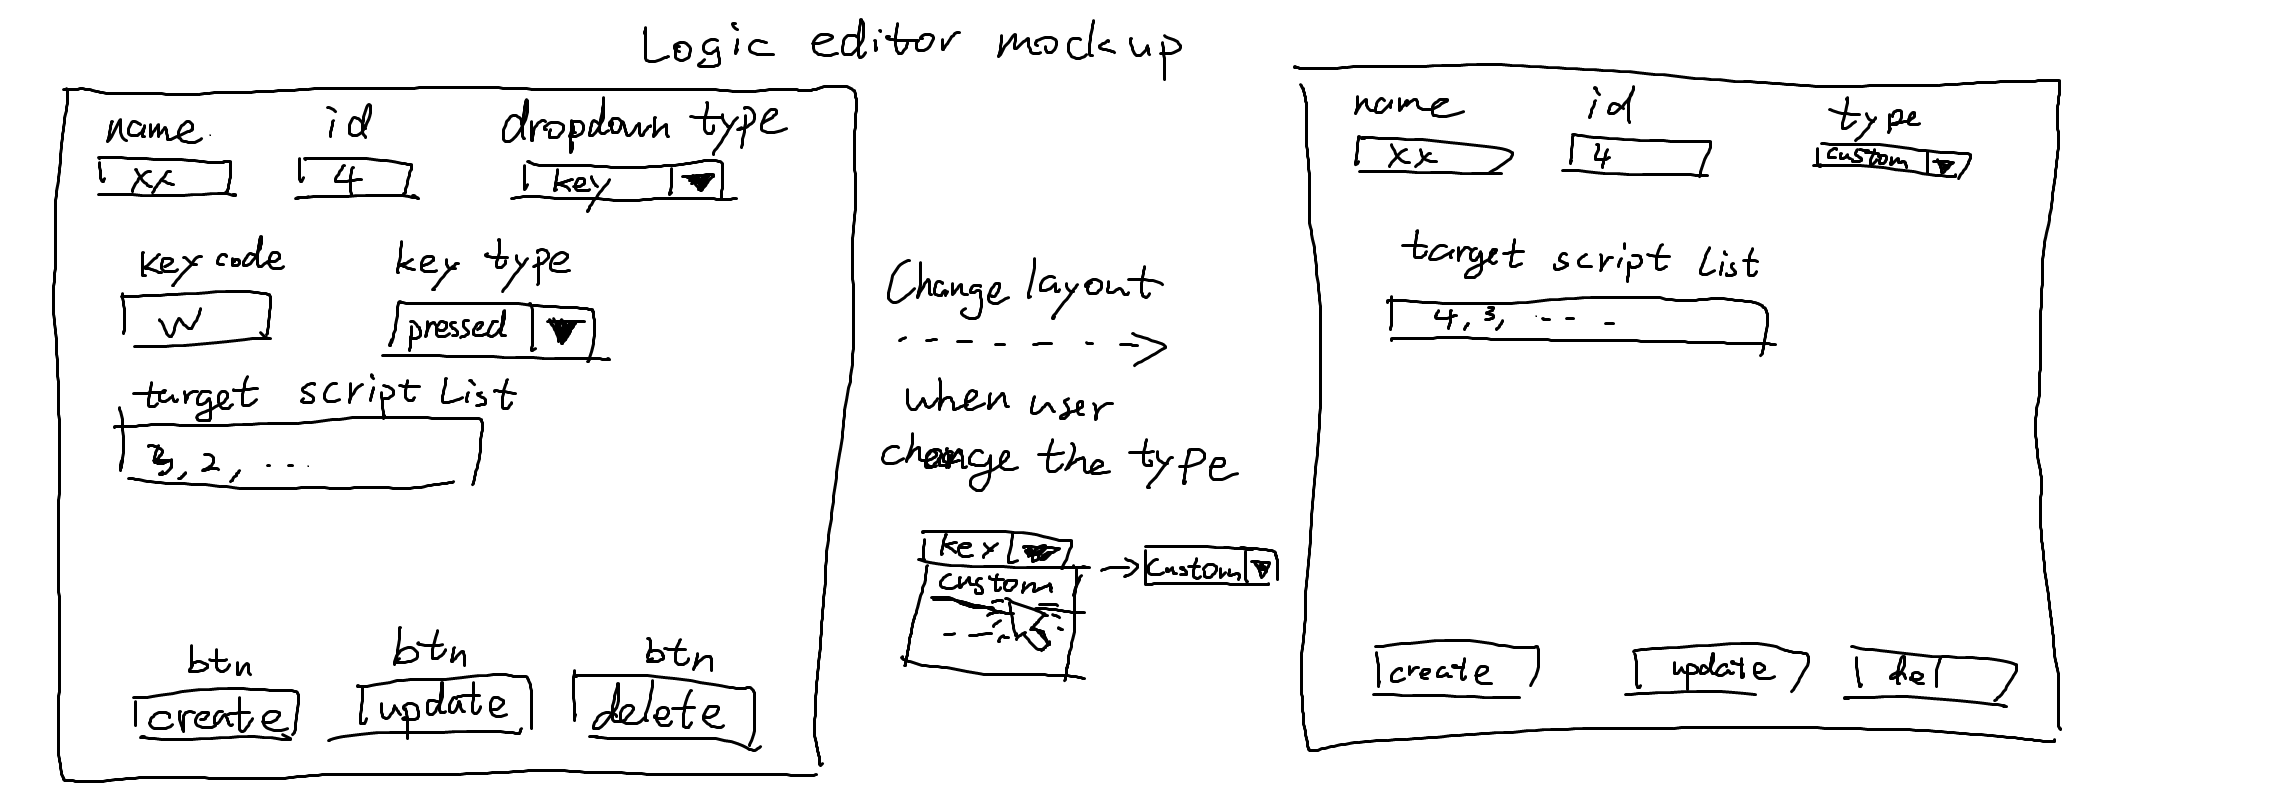 Logic editor mockup
name id dropdown type
xx 4 key
key code key type
w pressed
target script List
3, 2, ...
btn btn btn
create update delete
Change layout
when user
change the type
key
custom
custom
name id type
xx 4 custom
target script List
4, 3, ---
create update del